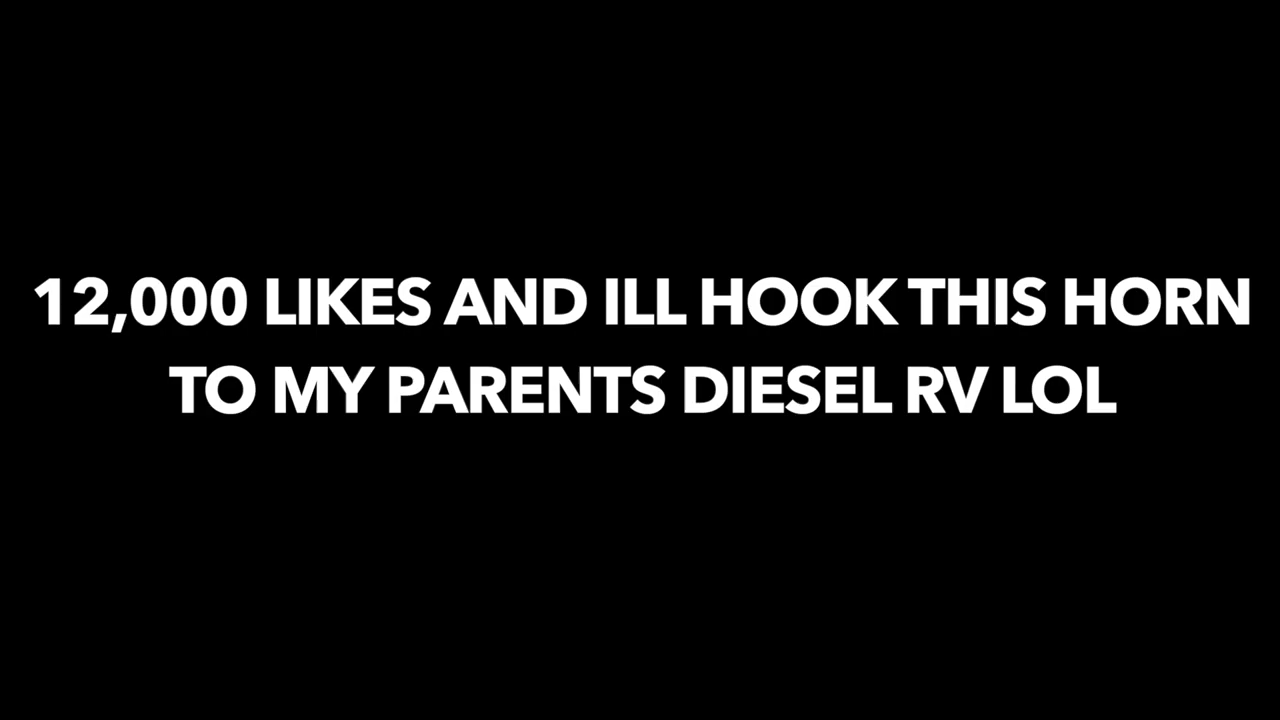 12,000 LIKES AND ILL HOOK THIS HORN
TO MY PARENTS DIESEL RV LOL